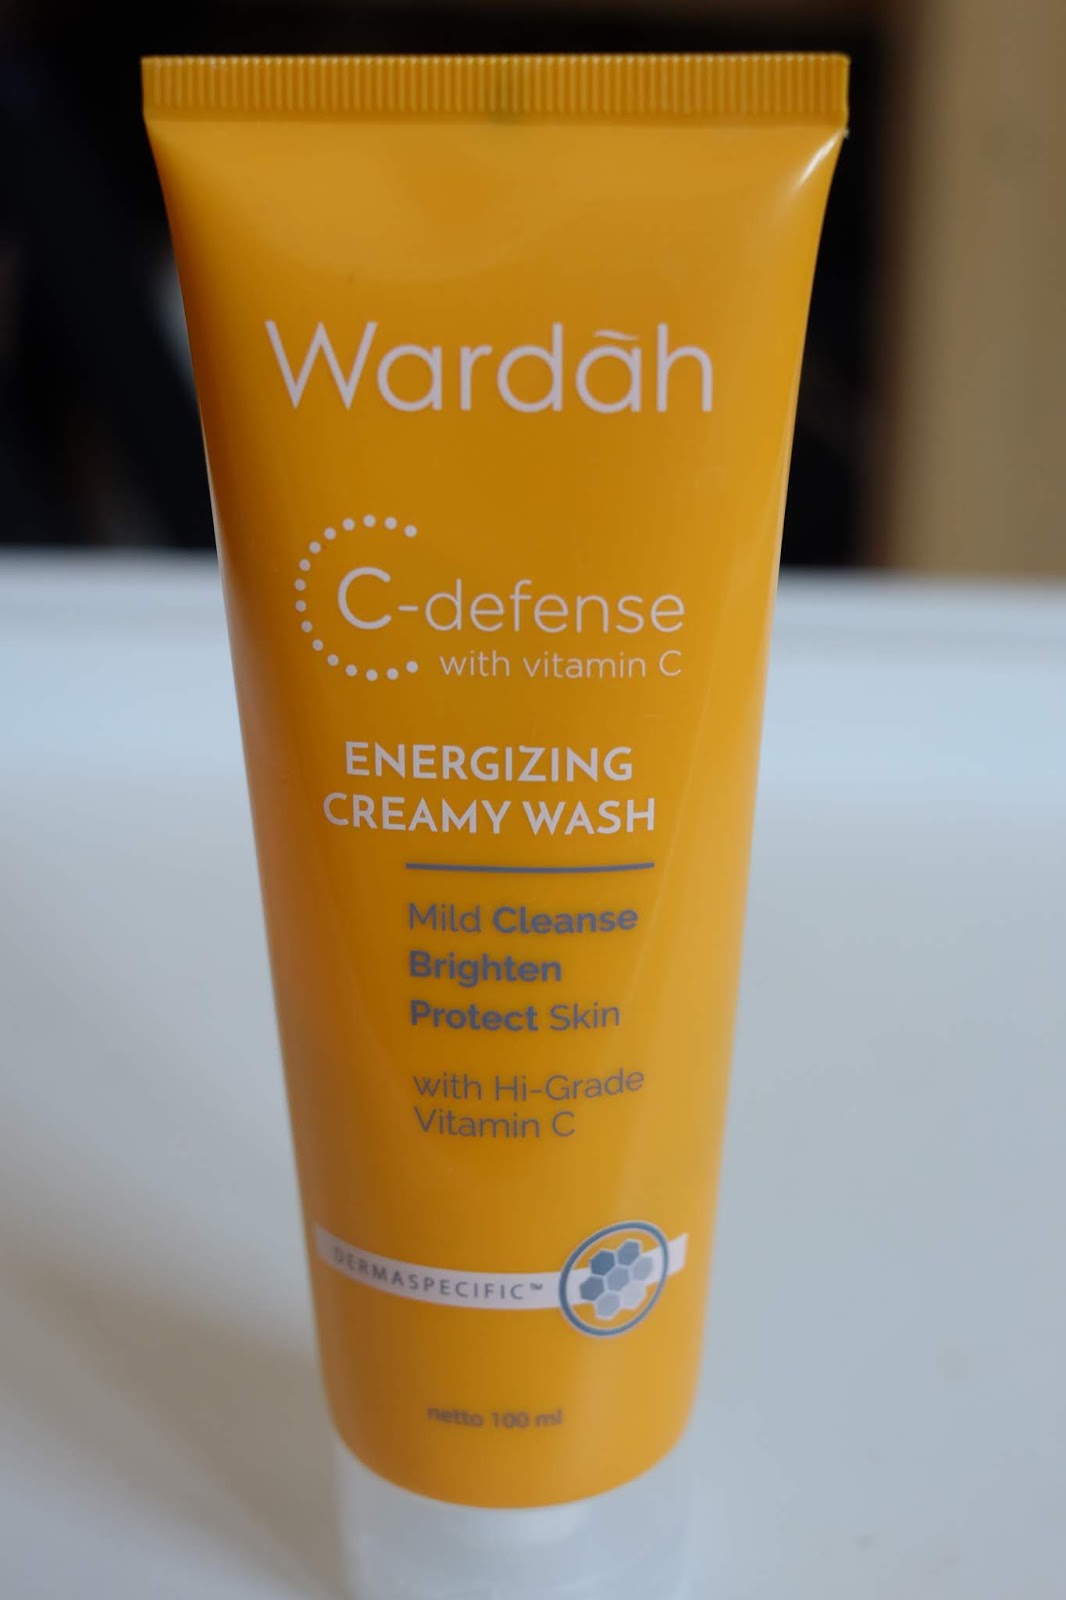 Wardãh
C-defense
with vitamin C
ENERGIZING
CREAMY WASH
Mild Cleanse
Brighten
Protect Skin
with Hi-Grade
Vitamin C
DERMASPECIFIC™
netto 100 ml